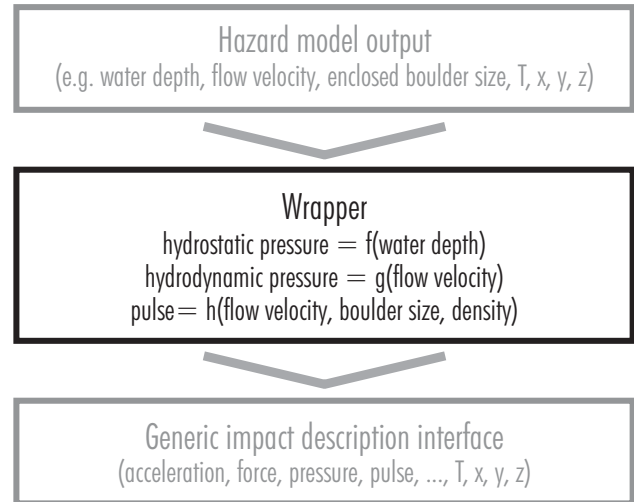 Hazard model output
(e.g. water depth, flow velocity, enclosed boulder size, T, x, y, z)
Wrapper
hydrostatic pressure = f(water depth)
hydrodynamic pressure = g(flow velocity)
pulse= h(flow velocity, boulder size, density)
Generic impact description interface
(acceleration, force, pressure, pulse, ..., T, x, y, z)